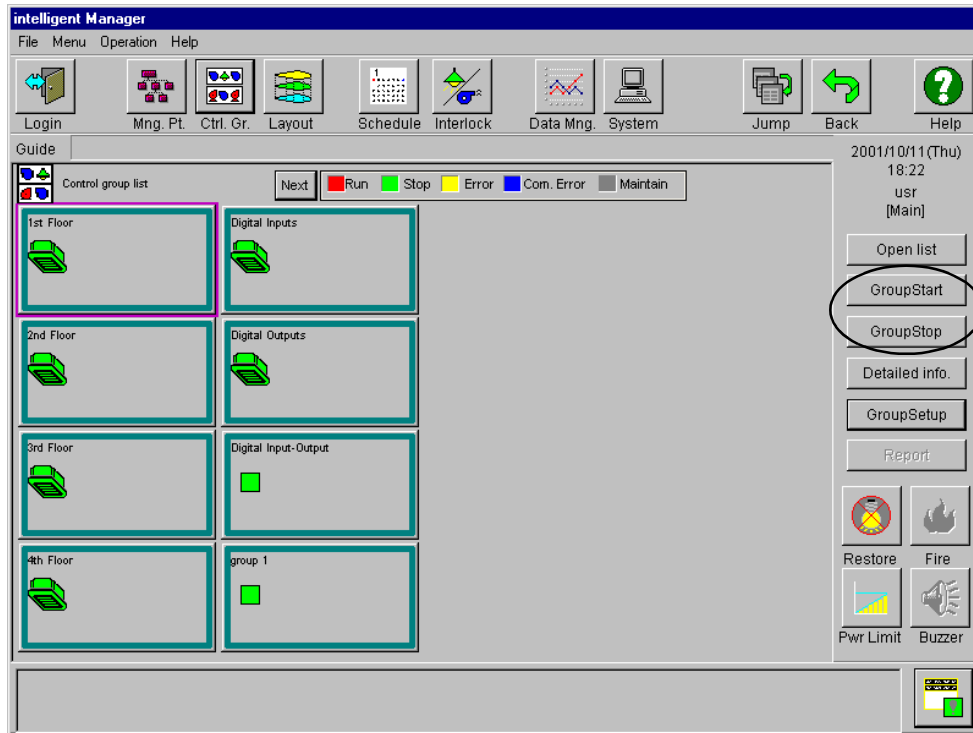 intelligent Manager
File Menu Operation Help
Login Mng. Pt. Ctrl. Gr. Layout Schedule Interlock Data Mng. System Jump Back Help
Guide
2001/10/11(Thu)
18:22
usr
[Main]
Control group list Next Run Stop Error Com. Error Maintain
1st Floor Digital Inputs
2nd Floor Digital Outputs
3rd Floor Digital Input-Output
4th Floor group 1
Open list
GroupStart
GroupStop
Detailed info.
GroupSetup
Report
Restore Fire
Pwr Limit Buzzer